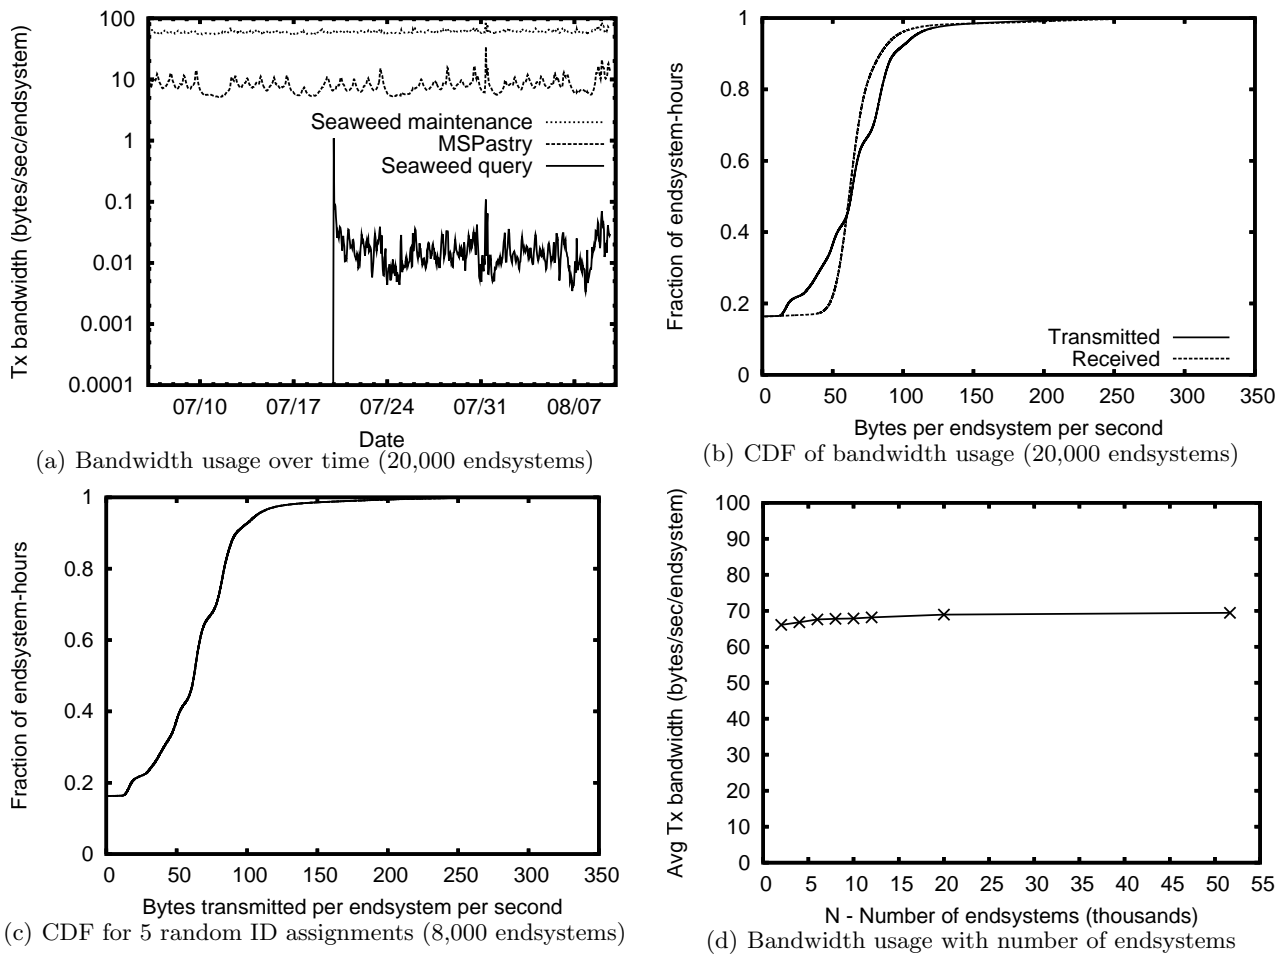 Tx bandwidth (bytes/sec/endsystem)
100
10
1
0.1
0.01
0.001
0.0001
Seaweed maintenance
MSPastry
Seaweed query
07/10 07/17 07/24 07/31 08/07
Date
(a) Bandwidth usage over time (20,000 endsystems)
Fraction of endsystem-hours
1
0.8
0.6
0.4
0.2
0
Transmitted
Received
0 50 100 150 200 250 300 350
Bytes per endsystem per second
(b) CDF of bandwidth usage (20,000 endsystems)
Fraction of endsystem-hours
1
0.8
0.6
0.4
0.2
0
0 50 100 150 200 250 300 350
Bytes transmitted per endsystem per second
(c) CDF for 5 random ID assignments (8,000 endsystems)
Avg Tx bandwidth (bytes/sec/endsystem)
100
90
80
70
60
50
40
30
20
10
0
0 5 10 15 20 25 30 35 40 45 50 55
N - Number of endsystems (thousands)
(d) Bandwidth usage with number of endsystems